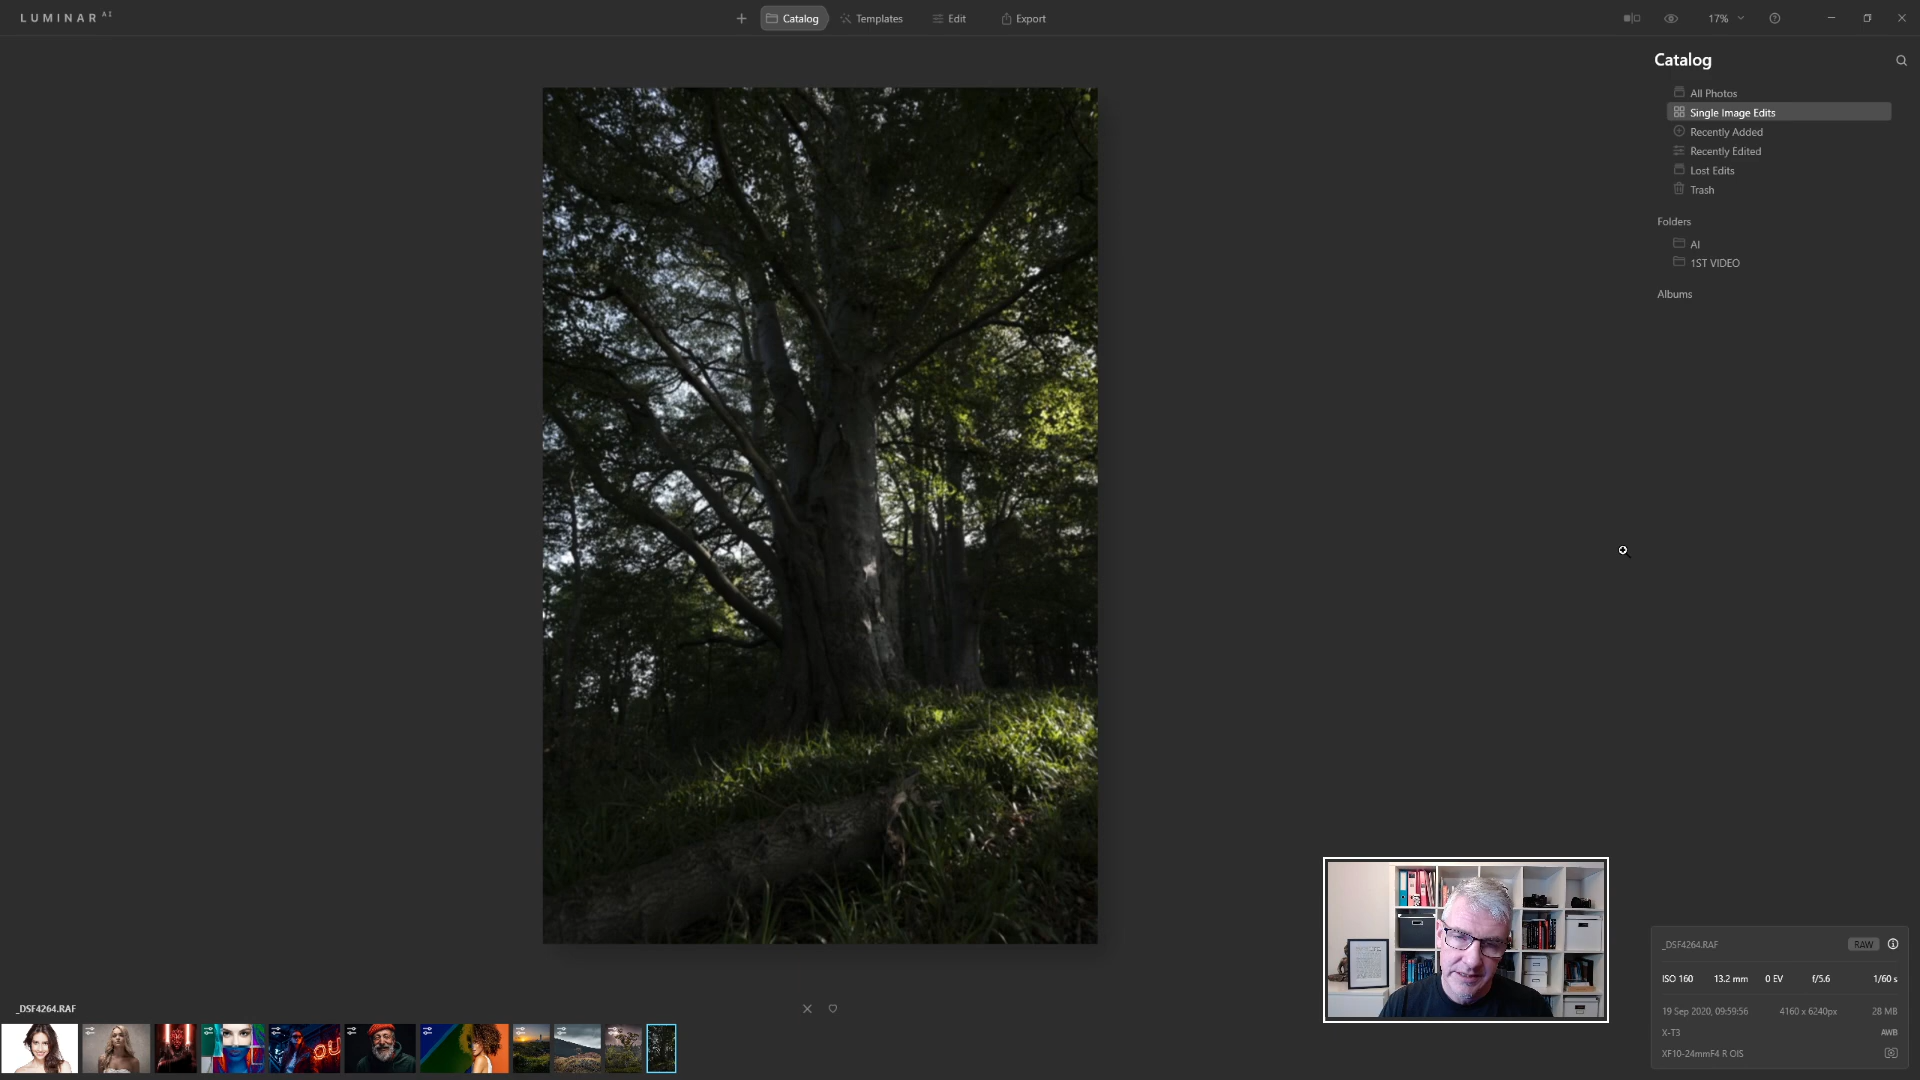 LUMINAR AI
Catalog
Templates
Edit
Export
17%
Catalog
All Photos
Single Image Edits
Recently Added
Recently Edited
Lost Edits
Trash
Folders
AI
1ST VIDEO
Albums
_DSF4264.RAF
RAW
ISO 160 13.2 mm 0 EV f/5.6 1/60 s
19 Sep 2020, 09:59:56 4160 x 6240px 28 MB
X-T3 AWB
XF10-24mmF4 R OIS
_DSF4264.RAF
OU